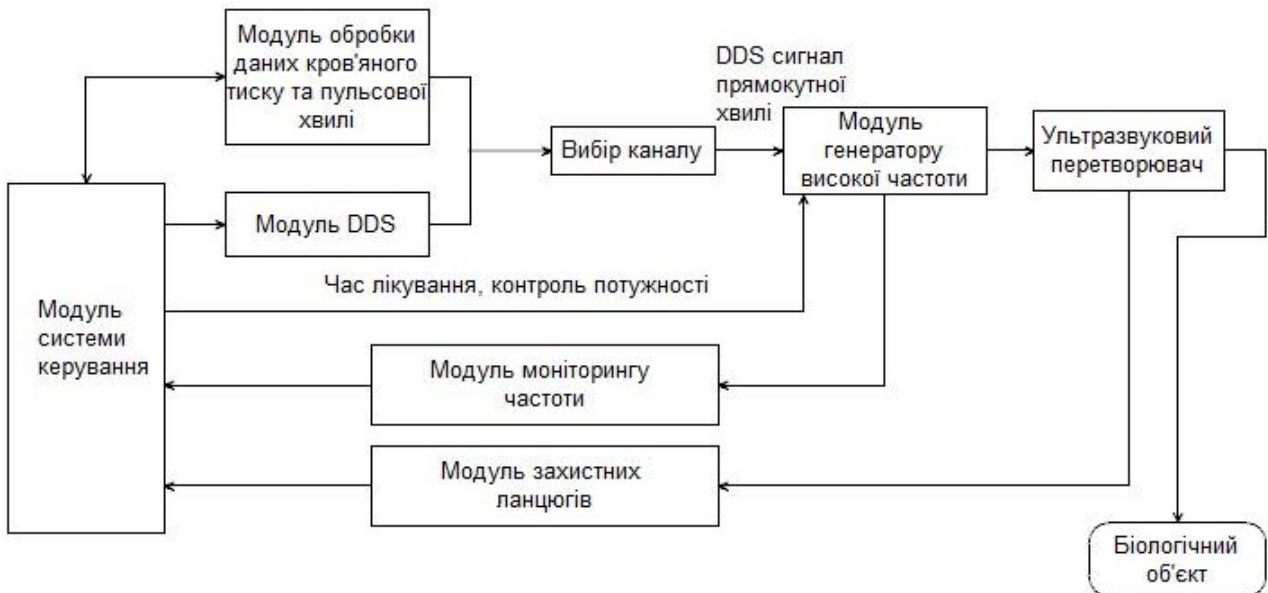 Модуль обробки
даних кров'яного
тиску та пульсової
хвилі
DDS сигнал
прямокутної
хвилі
Вибір каналу
Модуль
генератору
високої частоти
Ультразвуковий
перетворювач
Модуль DDS
Час лікування, контроль потужності
Модуль
системи
керування
Модуль моніторингу
частоти
Модуль захистних
ланцюгів
Біологічний
об'єкт